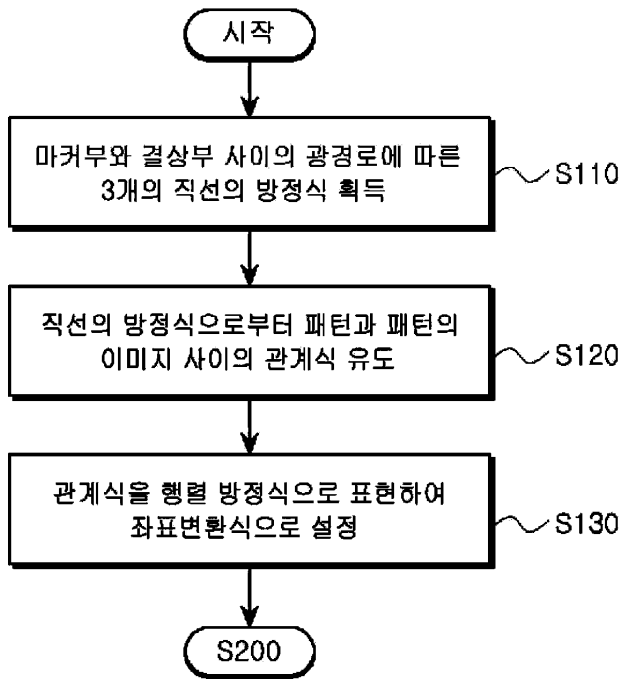 시작
마커부와 결상부 사이의 광경로에 따른
3개의 직선의 방정식 획득
S110
직선의 방정식으로부터 패턴과 패턴의
이미지 사이의 관계식 유도
S120
관계식을 행렬 방정식으로 표현하여
좌표변환식으로 설정
S130
S200